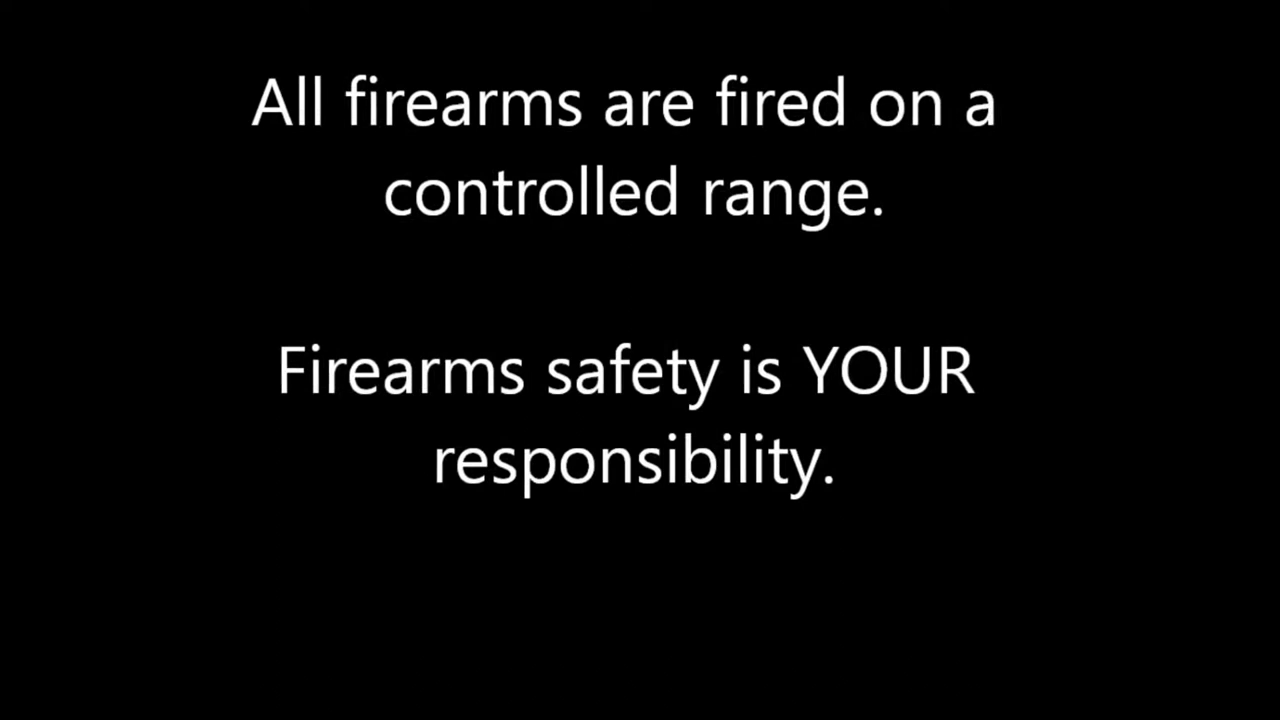 All firearms are fired on a
controlled range.
Firearms safety is YOUR
responsibility.